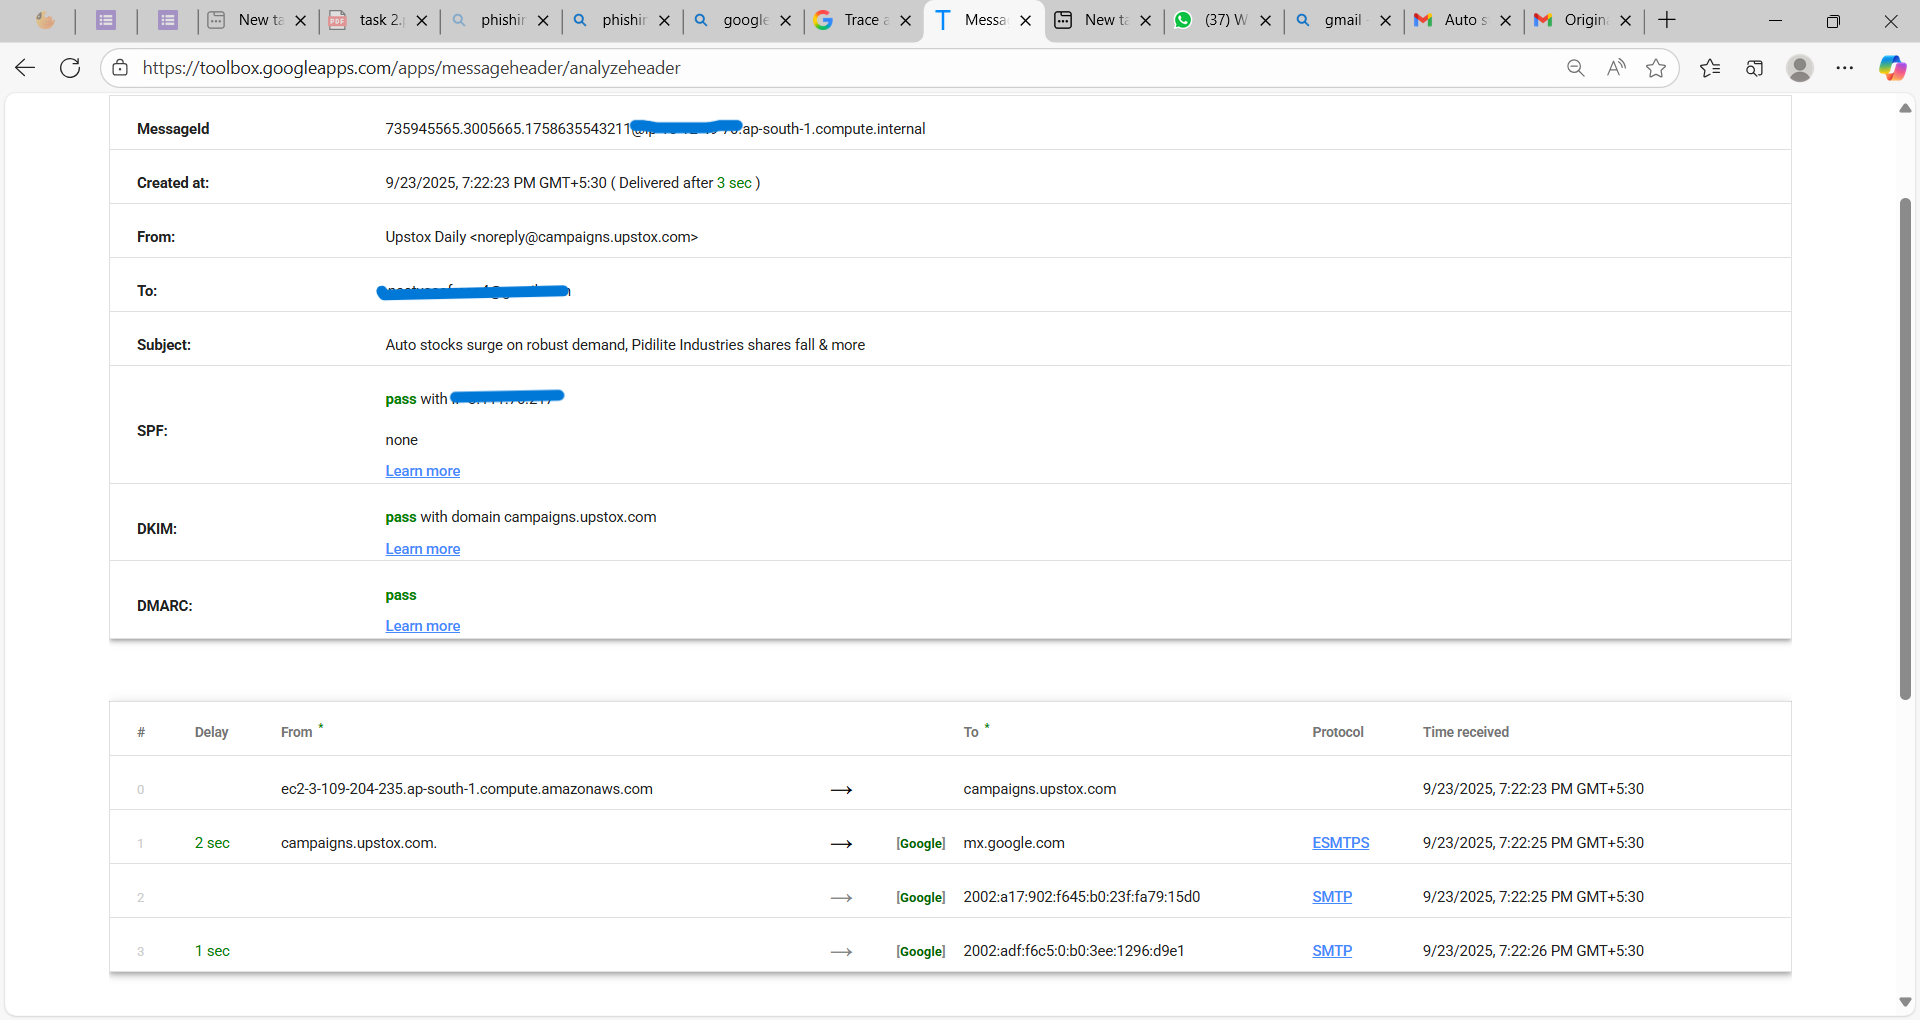 New ta
task 2.
phishin
phishin
google
Trace a
Messa
New ta
(37) W
gmail
Auto s
Origin
https://toolbox.googleapps.com/apps/messageheader/analyzeheader
MessageId 735945565.3005665.1758635543211 .ap-south-1.compute.internal
Created at: 9/23/2025, 7:22:23 PM GMT+5:30 ( Delivered after 3 sec )
From: Upstox Daily <noreply@campaigns.upstox.com>
To:
Subject: Auto stocks surge on robust demand, Pidilite Industries shares fall & more
SPF: pass with
none
Learn more
DKIM: pass with domain campaigns.upstox.com
Learn more
DMARC: pass
Learn more
# Delay From * To * Protocol Time received
0 ec2-3-109-204-235.ap-south-1.compute.amazonaws.com → campaigns.upstox.com 9/23/2025, 7:22:23 PM GMT+5:30
1 2 sec campaigns.upstox.com. → [Google] mx.google.com ESMTPS 9/23/2025, 7:22:25 PM GMT+5:30
2 → [Google] 2002:a17:902:f645:b0:23f:fa79:15d0 SMTP 9/23/2025, 7:22:25 PM GMT+5:30
3 1 sec → [Google] 2002:adf:f6c5:0:b0:3ee:1296:d9e1 SMTP 9/23/2025, 7:22:26 PM GMT+5:30